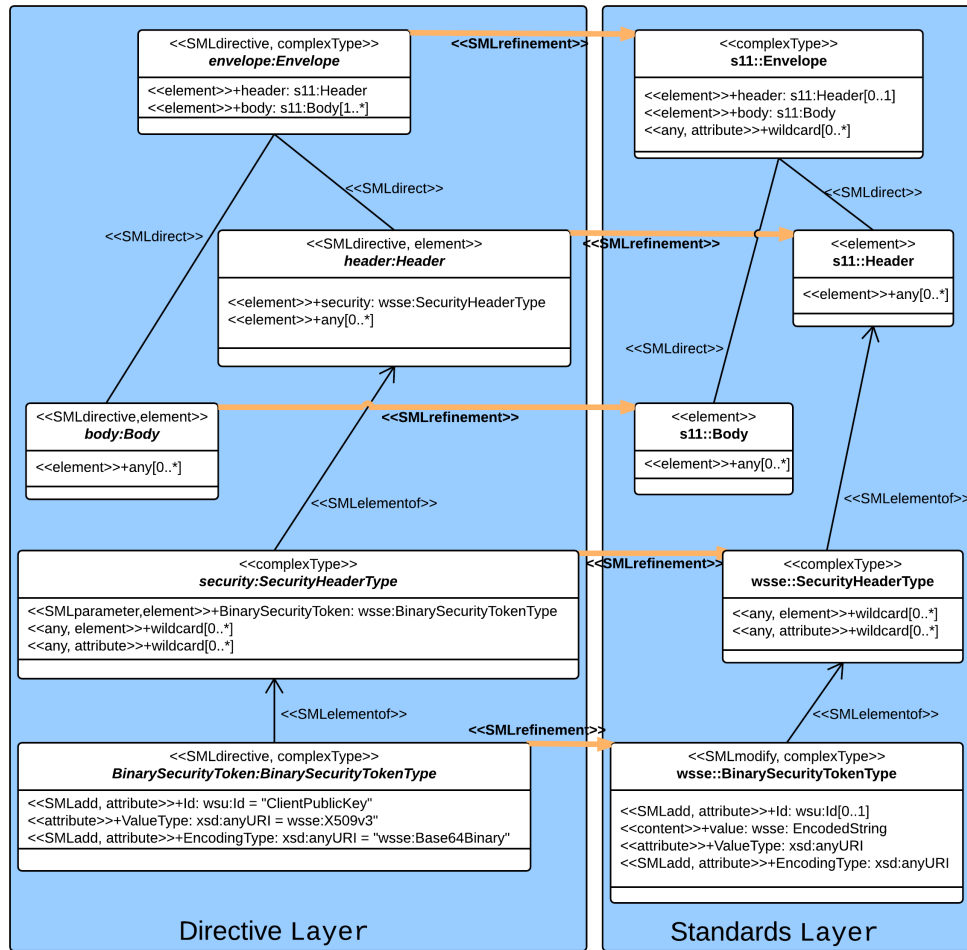 <<SMLdirective, complexType>>
envelope:Envelope
<<element>>+header: s11:Header
<<element>>+body: s11:Body[1..*]
<<SMLrefinement>>
<<complexType>>
s11::Envelope
<<element>>+header: s11:Header[0..1]
<<element>>+body: s11:Body
<<any, attribute>>+wildcard[0..*]
<<SMLdirect>>
<<SMLdirect>>
<<SMLdirect>>
<<SMLdirective, element>>
header:Header
<<element>>+security: wsse:SecurityHeaderType
<<element>>+any[0..*]
<<SMLrefinement>>
<<element>>
s11::Header
<<element>>+any[0..*]
<<SMLdirect>>
<<SMLdirective,element>>
body:Body
<<element>>+any[0..*]
<<SMLrefinement>>
<<element>>
s11::Body
<<element>>+any[0..*]
<<SMLelementof>>
<<SMLelementof>>
<<complexType>>
security:SecurityHeaderType
<<SMLparameter,element>>+BinarySecurityToken: wsse:BinarySecurityTokenType
<<any, element>>+wildcard[0..*]
<<any, attribute>>+wildcard[0..*]
<<SMLrefinement>>
<<complexType>>
wsse::SecurityHeaderType
<<any, element>>+wildcard[0..*]
<<any, attribute>>+wildcard[0..*]
<<SMLelementof>>
<<SMLelementof>>
<<SMLdirective, complexType>>
BinarySecurityToken:BinarySecurityTokenType
<<SMLadd, attribute>>+Id: wsu:Id = "ClientPublicKey"
<<attribute>>+ValueType: xsd:anyURI = wsse:X509v3"
<<SMLadd, attribute>>+EncodingType: xsd:anyURI = "wsse:Base64Binary"
<<SMLrefinement>>
<<SMLmodify, complexType>>
wsse::BinarySecurityTokenType
<<SMLadd, attribute>>+Id: wsu:Id[0..1]
<<content>>+value: wsse: EncodedString
<<attribute>>+ValueType: xsd:anyURI
<<SMLadd, attribute>>+EncodingType: xsd:anyURI
Directive Layer
Standards Layer